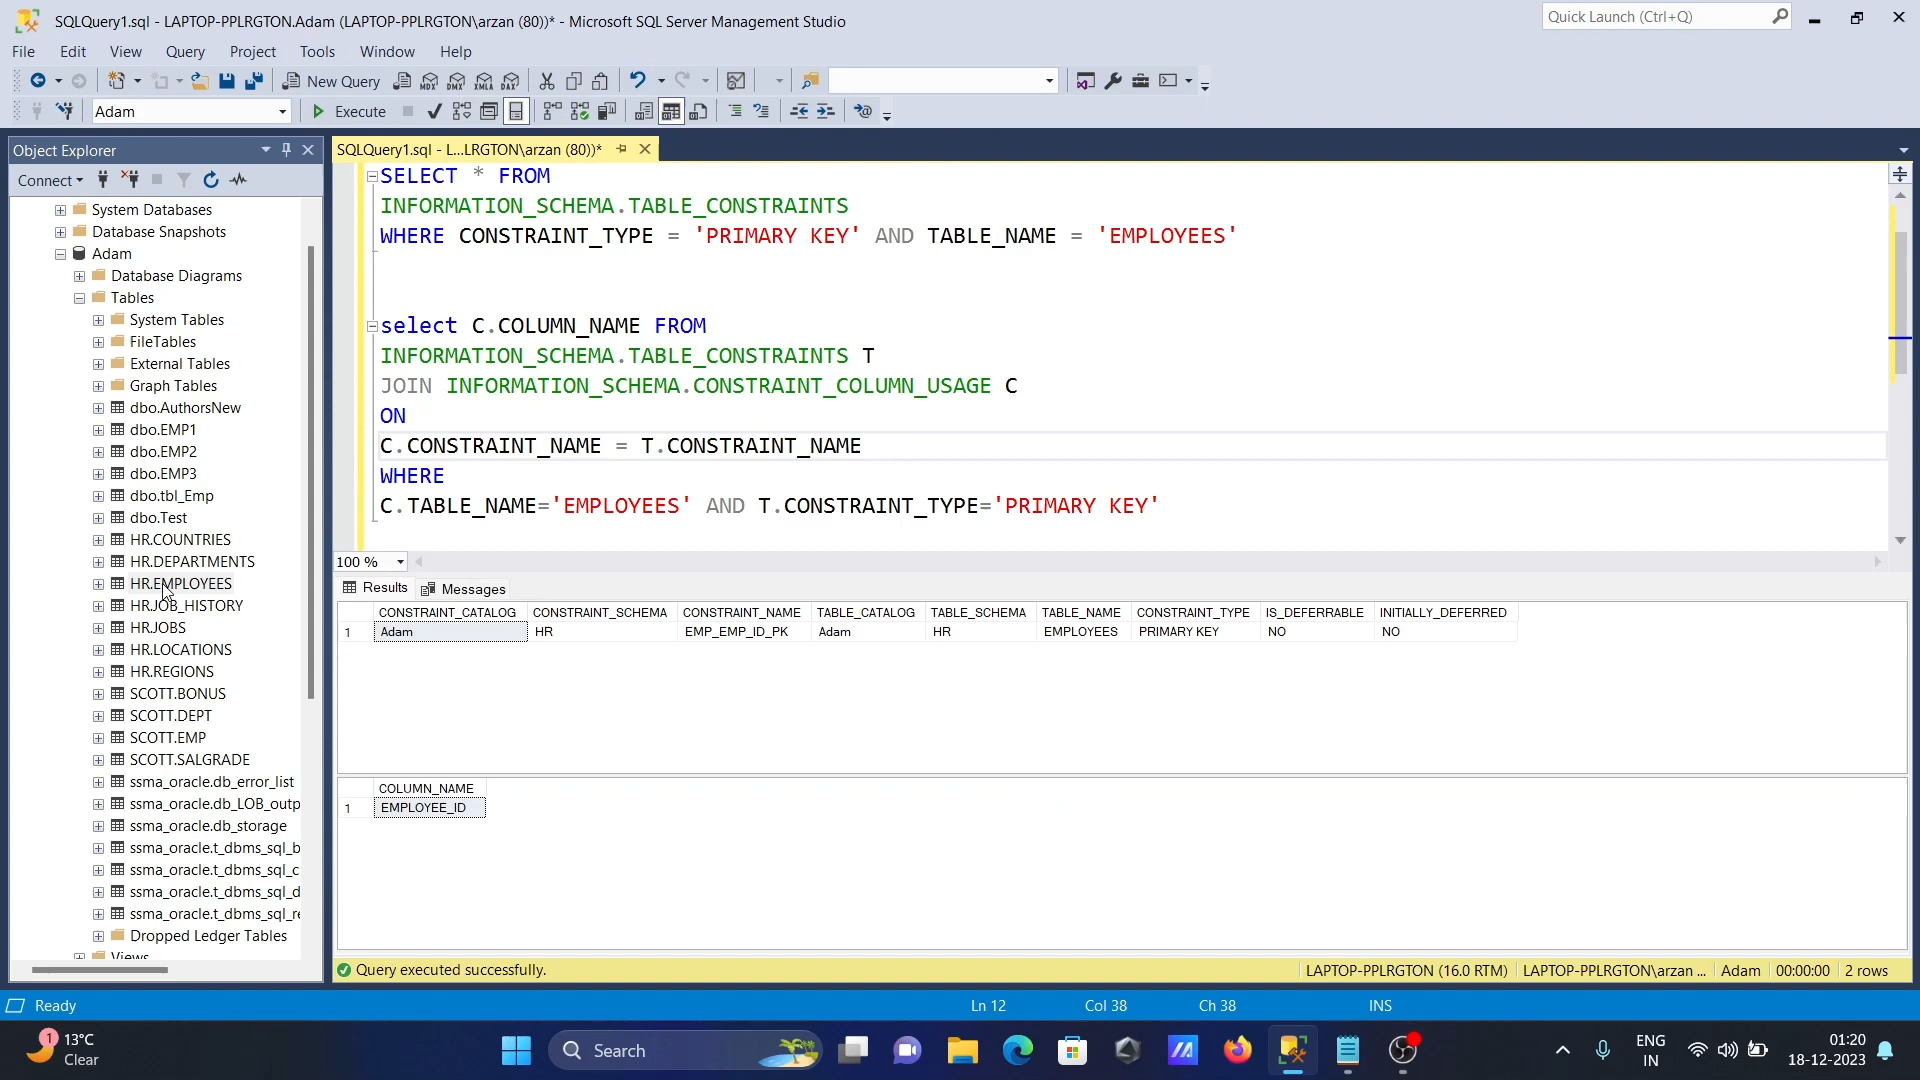 SQLQuery1.sql - LAPTOP-PPLRGTON.Adam (LAPTOP-PPLRGTON\arzan (80))* - Microsoft SQL Server Management Studio
Quick Launch (Ctrl+Q)
File Edit View Query Project Tools Window Help
New Query
MDX DMX XMLA DAX
Adam
Execute
Object Explorer
SQLQuery1.sql - L...LRGTON\arzan (80))*
Connect
System Databases
Database Snapshots
Adam
Database Diagrams
Tables
System Tables
FileTables
External Tables
Graph Tables
dbo.AuthorsNew
dbo.EMP1
dbo.EMP2
dbo.EMP3
dbo.tbl_Emp
dbo.Test
HR.COUNTRIES
HR.DEPARTMENTS
HR.EMPLOYEES
HR.JOB_HISTORY
HR.JOBS
HR.LOCATIONS
HR.REGIONS
SCOTT.BONUS
SCOTT.DEPT
SCOTT.EMP
SCOTT.SALGRADE
ssma_oracle.db_error_list
ssma_oracle.db_LOB_outp
ssma_oracle.db_storage
ssma_oracle.t_dbms_sql_b
ssma_oracle.t_dbms_sql_c
ssma_oracle.t_dbms_sql_d
ssma_oracle.t_dbms_sql_re
Dropped Ledger Tables
Views
SELECT * FROM
INFORMATION_SCHEMA.TABLE_CONSTRAINTS
WHERE CONSTRAINT_TYPE = 'PRIMARY KEY' AND TABLE_NAME = 'EMPLOYEES'
select C.COLUMN_NAME FROM
INFORMATION_SCHEMA.TABLE_CONSTRAINTS T
JOIN INFORMATION_SCHEMA.CONSTRAINT_COLUMN_USAGE C
ON
C.CONSTRAINT_NAME = T.CONSTRAINT_NAME
WHERE
C.TABLE_NAME='EMPLOYEES' AND T.CONSTRAINT_TYPE='PRIMARY KEY'
100 %
Results Messages
CONSTRAINT_CATALOG CONSTRAINT_SCHEMA CONSTRAINT_NAME TABLE_CATALOG TABLE_SCHEMA TABLE_NAME CONSTRAINT_TYPE IS_DEFERRABLE INITIALLY_DEFERRED
1 Adam HR EMP_EMP_ID_PK Adam HR EMPLOYEES PRIMARY KEY NO NO
COLUMN_NAME
1 EMPLOYEE_ID
Query executed successfully. LAPTOP-PPLRGTON (16.0 RTM) LAPTOP-PPLRGTON\arzan ... Adam 00:00:00 2 rows
Ready Ln 12 Col 38 Ch 38 INS
1
13°C
Clear
Search
ENG
IN
01:20
18-12-2023